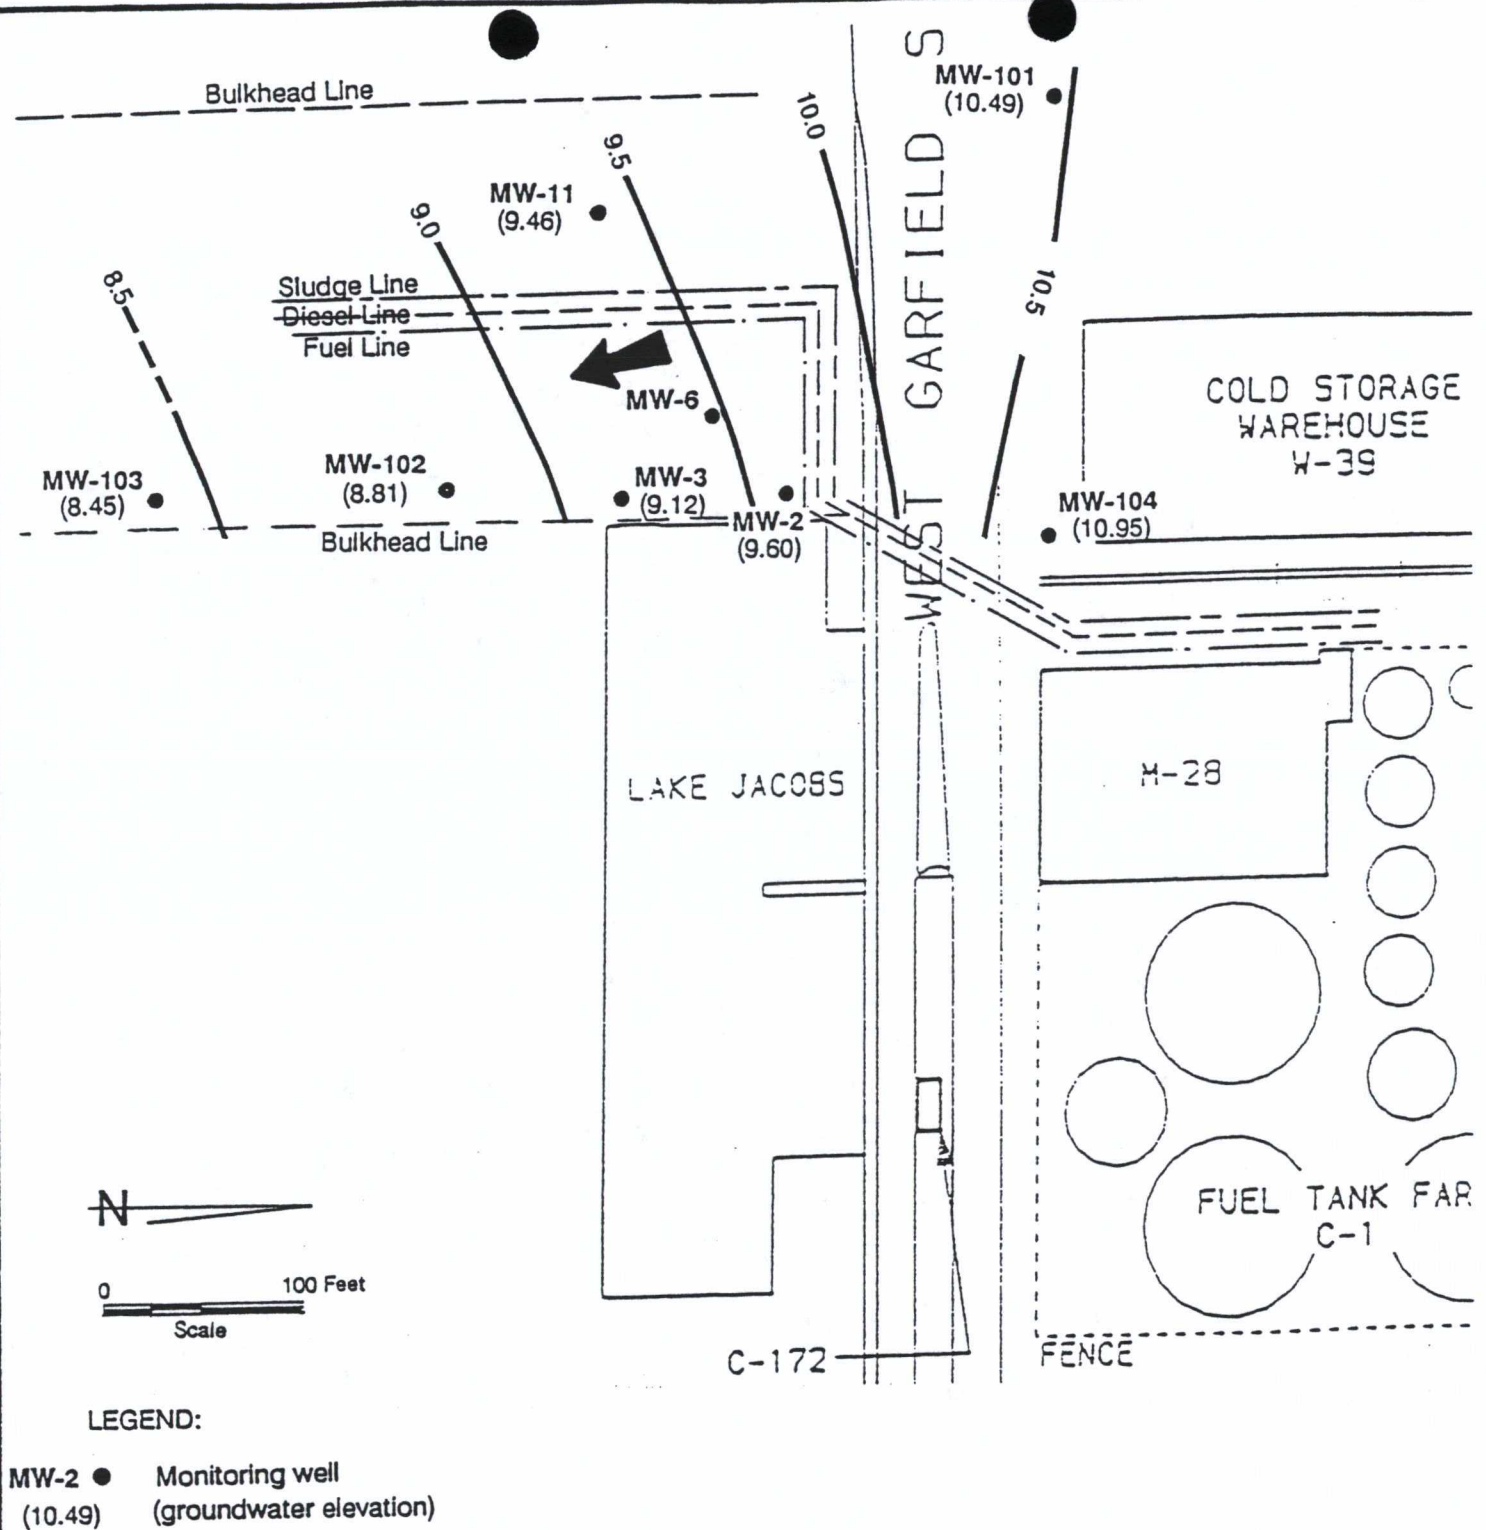 Bulkhead Line
MW-101
(10.49)
10.0
9.5
MW-11
(9.46)
9.0
8.5
10.5
WEST GARFIELD S
Sludge Line
Diesel Line
Fuel Line
MW-6
COLD STORAGE
WAREHOUSE
W-39
MW-103
(8.45)
MW-102
(8.81)
MW-3
(9.12)
MW-2
(9.60)
MW-104
(10.95)
Bulkhead Line
LAKE JACOBS
M-28
FUEL TANK FAR
C-1
N
0 100 Feet
Scale
C-172
FENCE
LEGEND:
MW-2 Monitoring well
(10.49) (groundwater elevation)